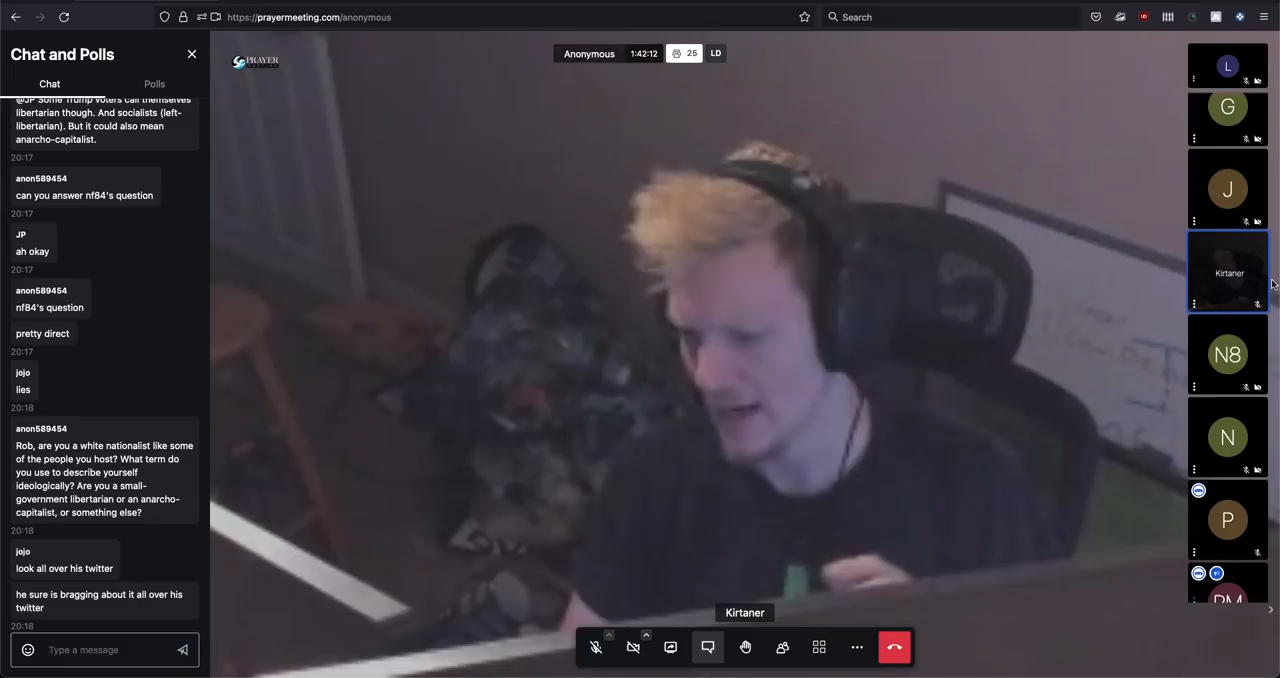 https://prayermeeting.com/anonymous
Search
Chat and Polls
Chat
Polls
@JP Some Trump voters call themselves
libertarian though. And socialists (left-
libertarian). But it could also mean
anarcho-capitalist.
20:17
anon589454
can you answer nf84's question
20:17
JP
ah okay
20:17
anon589454
nf84's question
pretty direct
20:17
jojo
lies
20:18
anon589454
Rob, are you a white nationalist like some
of the people you host? What term do
you use to describe yourself
ideologically? Are you a small-
government libertarian or an anarcho-
capitalist, or something else?
20:18
jojo
look all over his twitter
he sure is bragging about it all over his
twitter
20:18
Type a message
PRAYER
Anonymous
1:42:12
25
LD
Kirtaner
L
G
J
Kirtaner
N8
N
P
PM